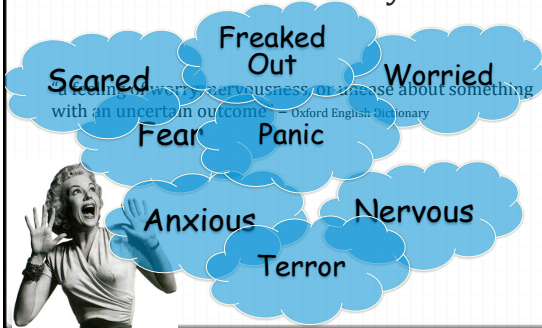 Freaked
Out
Scared
Worried
"a feeling of worry, nervousness, or unease about something
with an uncertain outcome" – Oxford English Dictionary
Fear
Panic
Anxious
Nervous
Terror